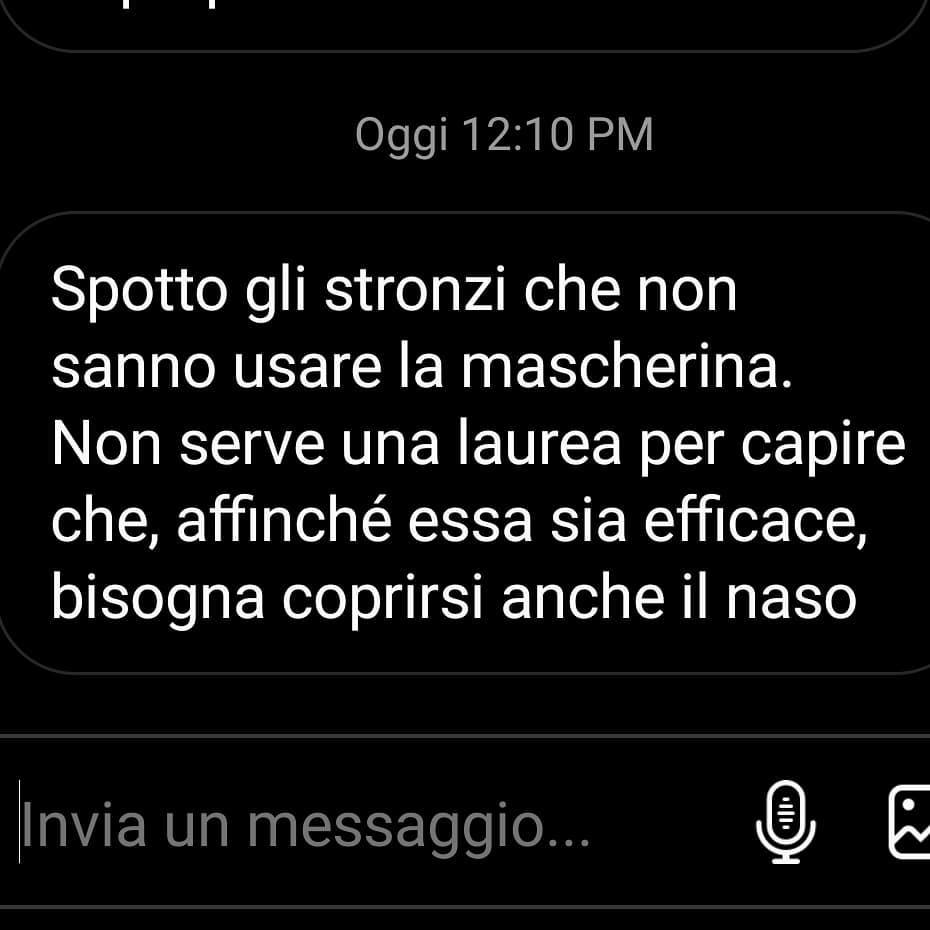 Oggi 12:10 PM
Spotto gli stronzi che non
sanno usare la mascherina.
Non serve una laurea per capire
che, affinché essa sia efficace,
bisogna coprirsi anche il naso
Invia un messaggio...